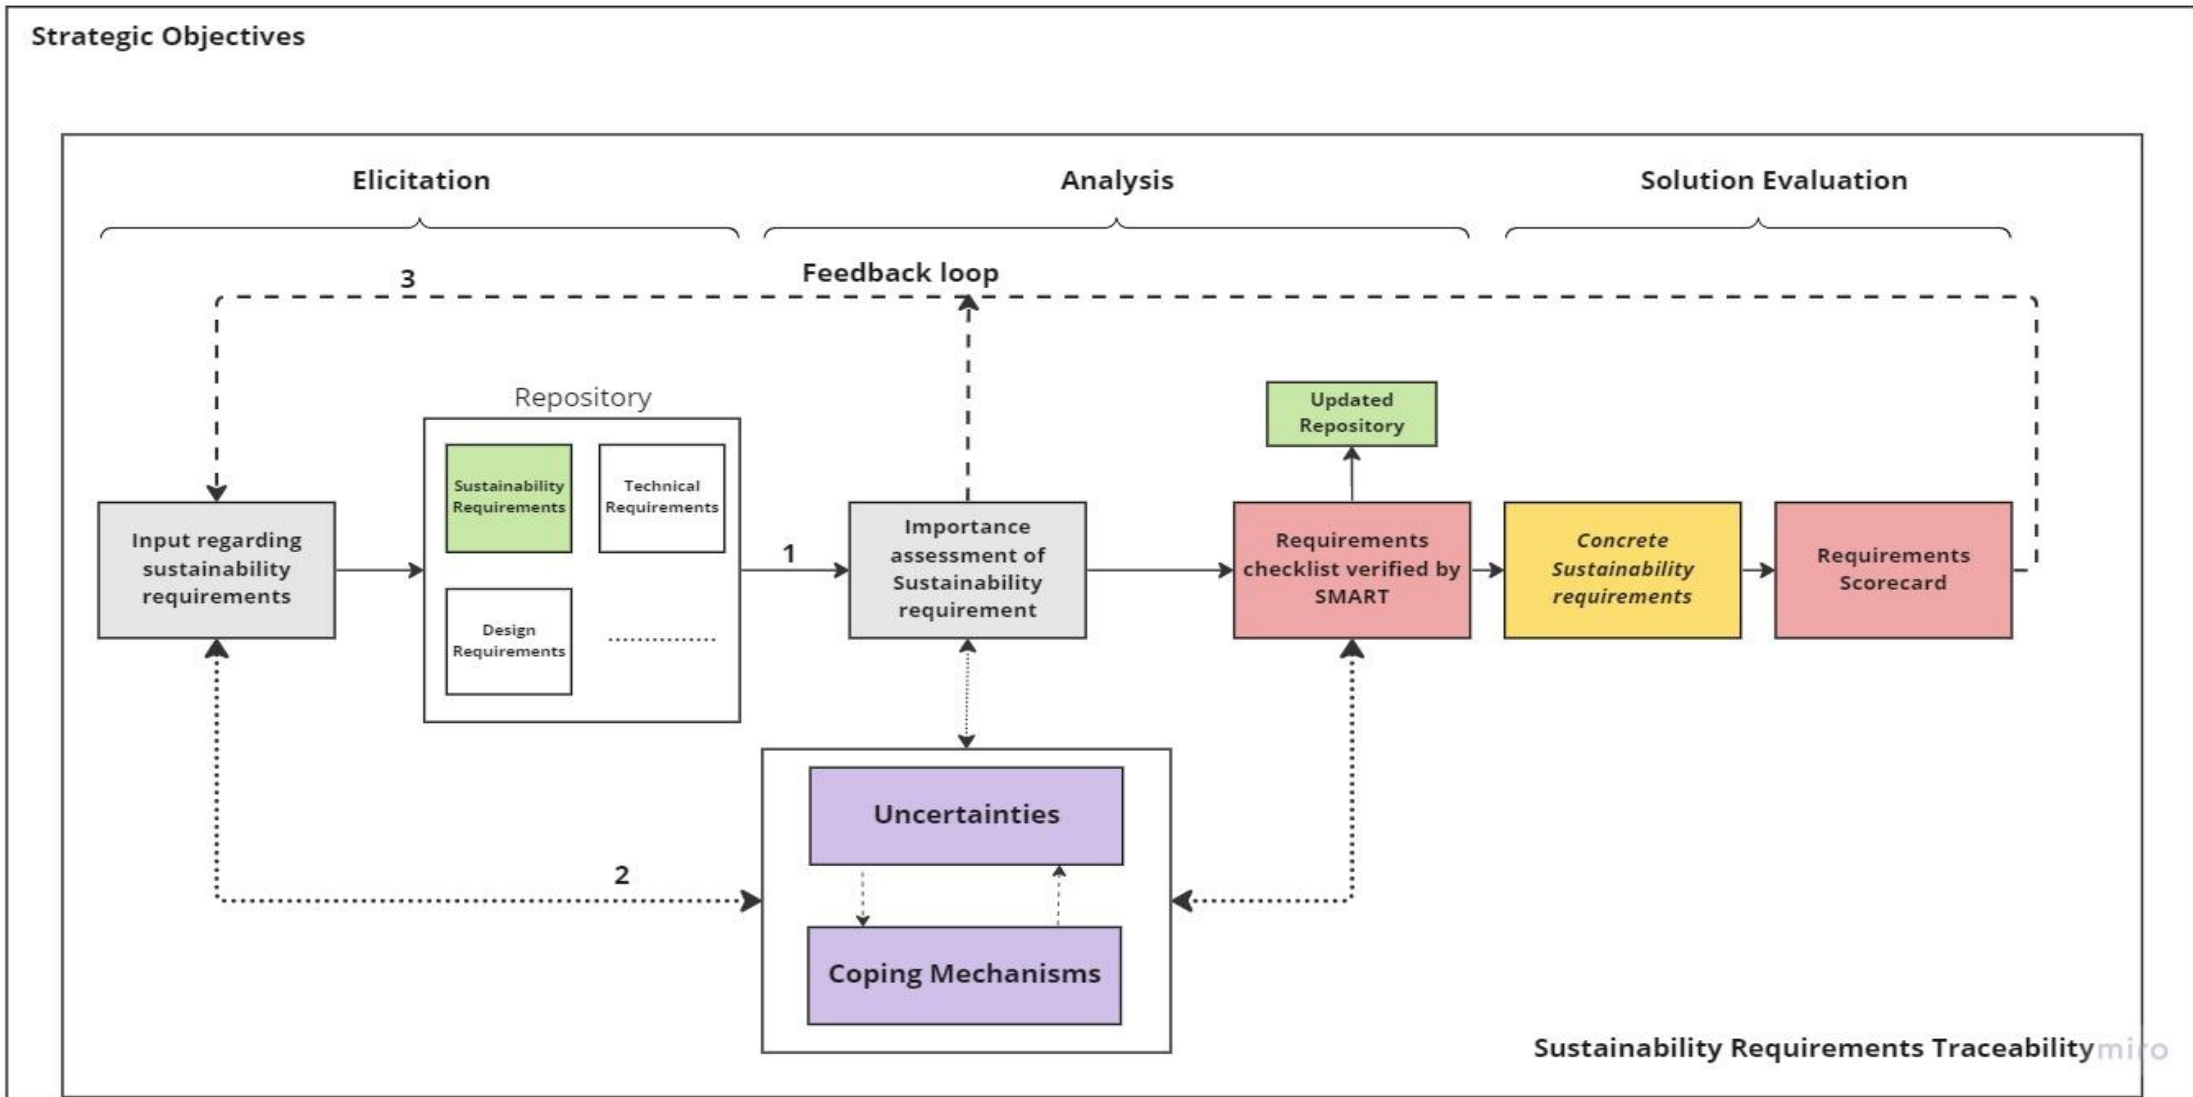 Strategic Objectives
Elicitation
Analysis
Solution Evaluation
3
Feedback loop
Repository
Updated
Repository
Sustainability
Requirements
Technical
Requirements
Input regarding
sustainability
requirements
1
Importance
assessment of
Sustainability
requirement
Requirements
checklist verified by
SMART
Concrete
Sustainability
requirements
Requirements
Scorecard
Design
Requirements
....................
Uncertainties
2
Coping Mechanisms
Sustainability Requirements Traceability
miro